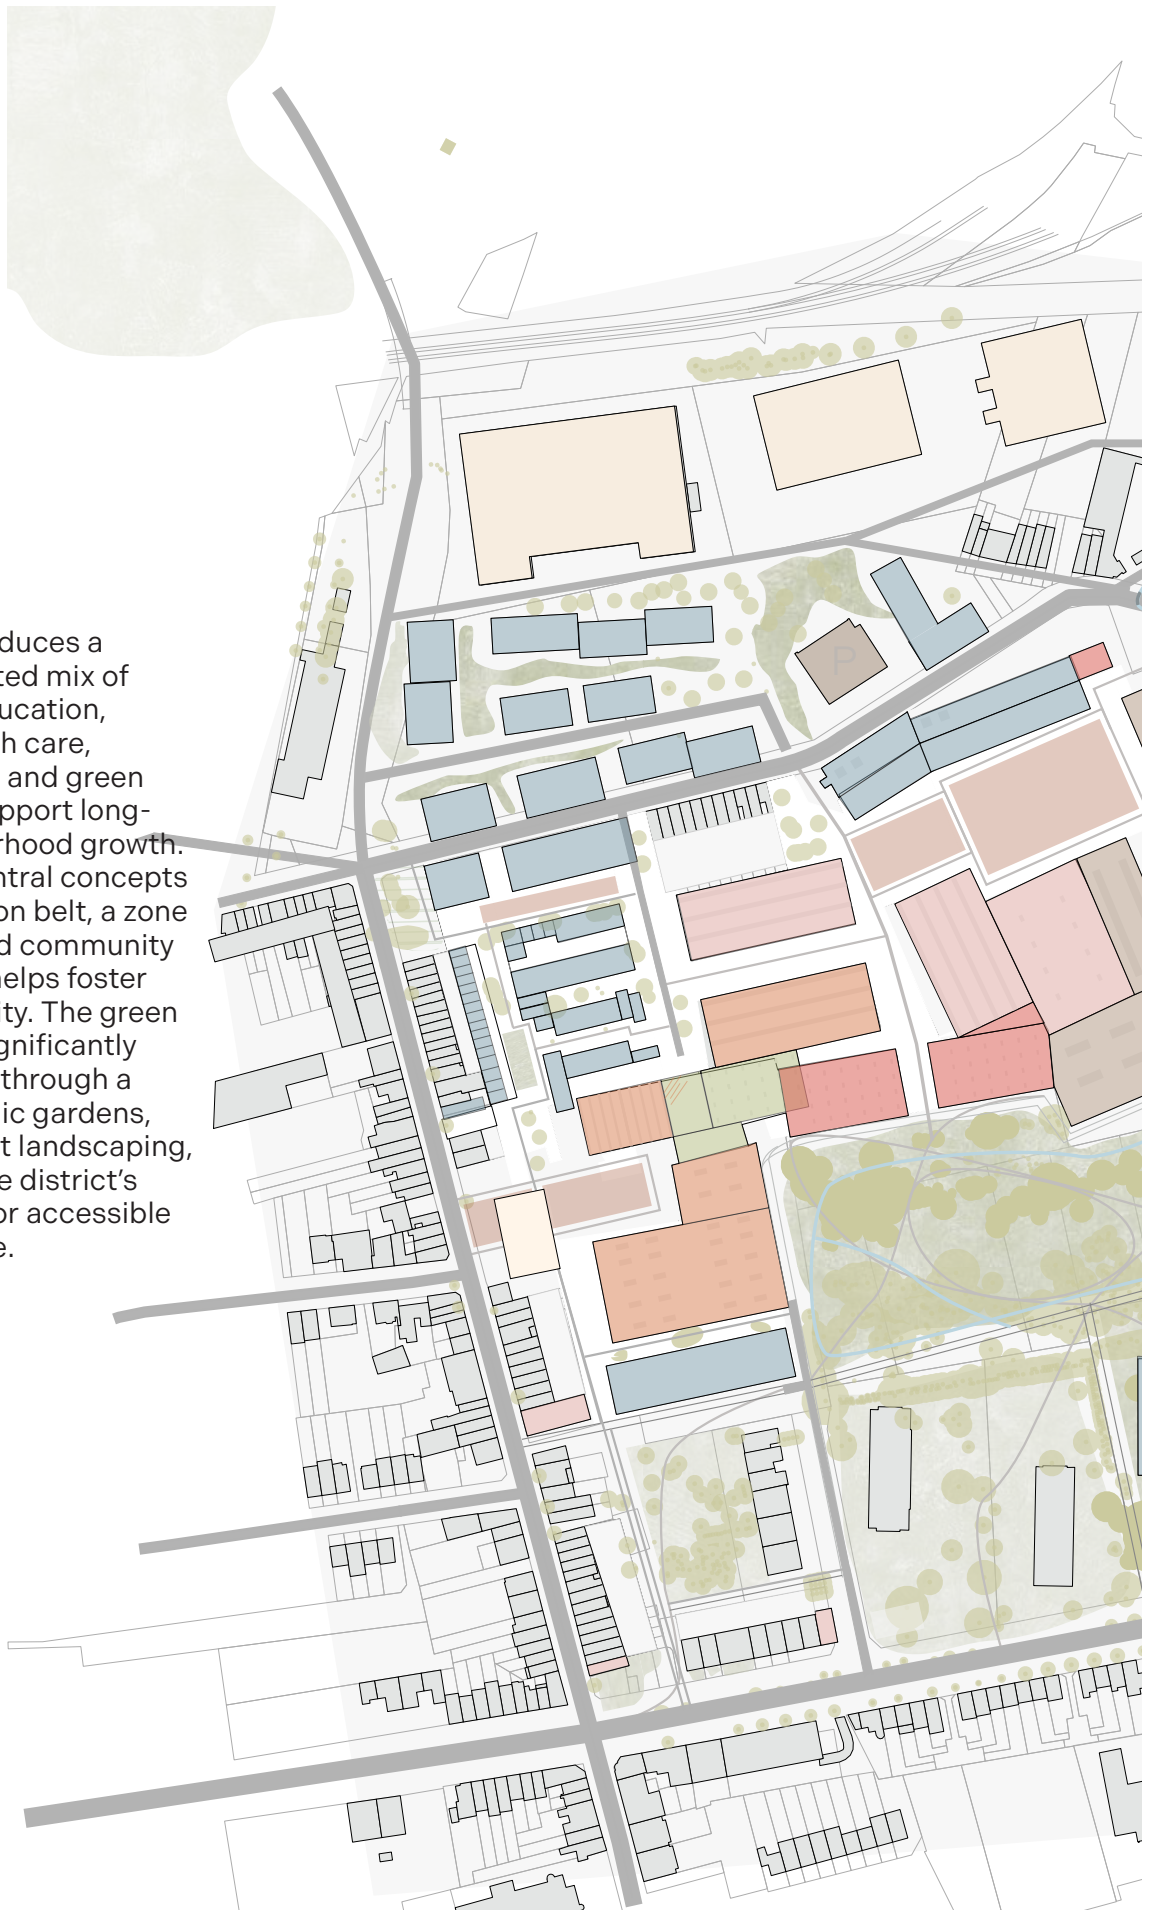 duces a
ted mix of
ucation,
h care,
and green
pport long-
rhood growth.
ntral concepts
on belt, a zone
d community
helps foster
ity. The green
gnificantly
through a
ic gardens,
t landscaping,
e district's
or accessible
e.
P